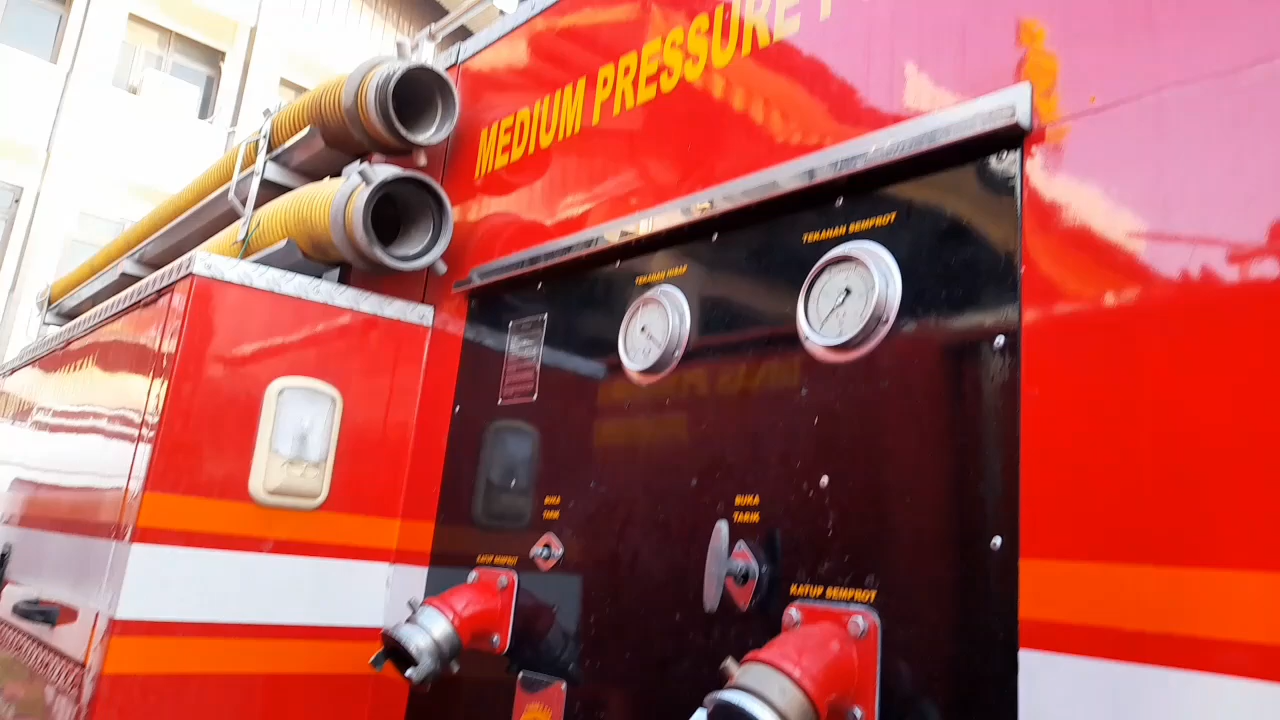 MEDIUM PRESSURE
TEKANAN HISAP
TEKANAN SEMPROT
BUKA
TARIK
BUKA
TARIK
KATUP SEMPROT
KATUP SEMPROT